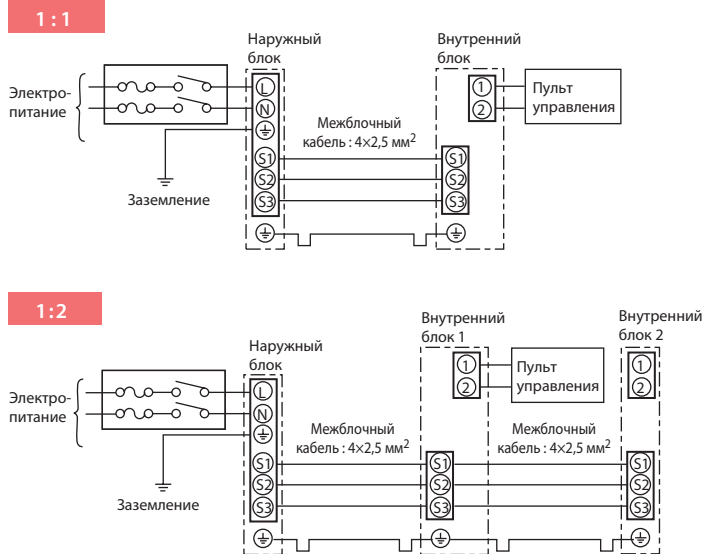 1:1
Наружный
блок
Внутренний
блок
Электро-
питание
L
N
1
2
Пульт
управления
Межблочный
кабель : 4×2,5 мм²
S1
S2
S3
S1
S2
S3
Заземление
1:2
Наружный
блок
Внутренний
блок 1
Внутренний
блок 2
Электро-
питание
L
N
1
2
Пульт
управления
1
2
Межблочный
кабель : 4×2,5 мм²
Межблочный
кабель : 4×2,5 мм²
S1
S2
S3
S1
S2
S3
S1
S2
S3
Заземление